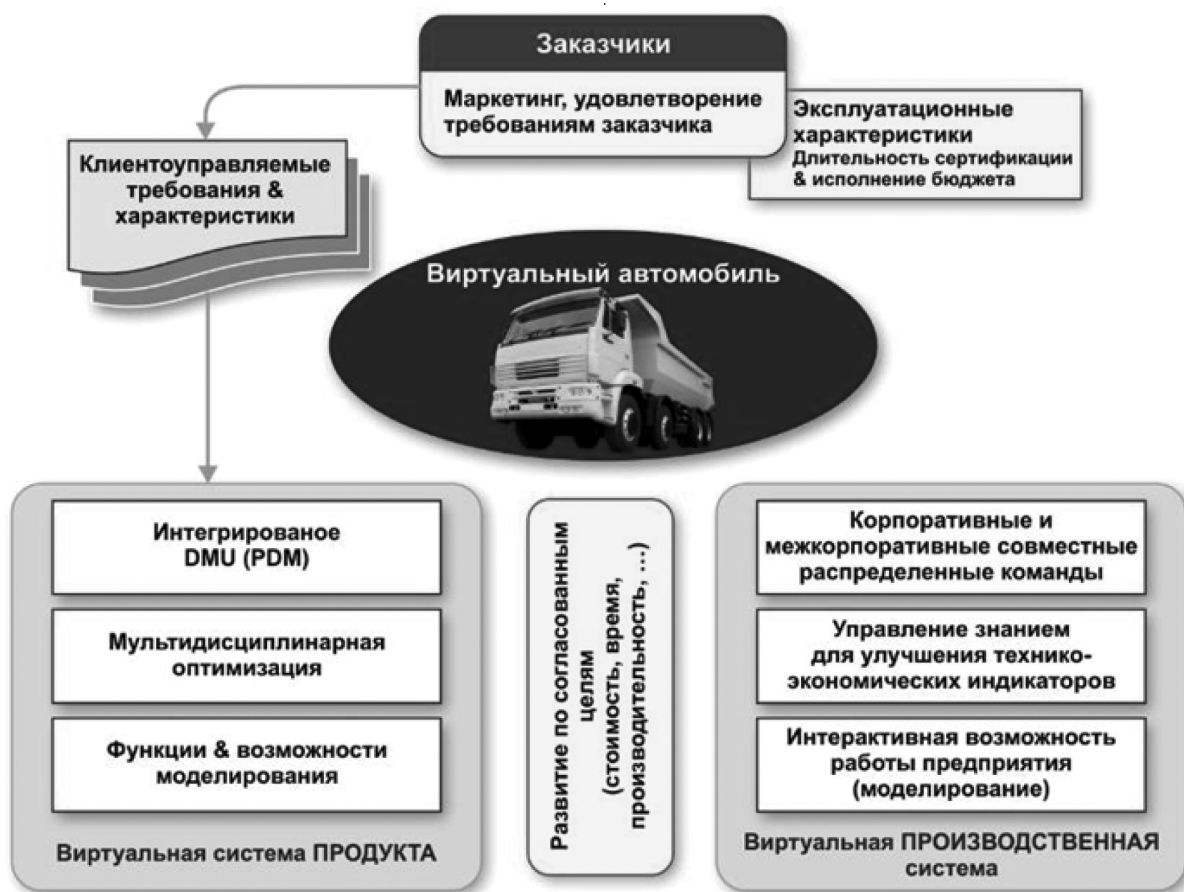 Заказчики
Маркетинг, удовлетворение
требованиям заказчика
Эксплуатационные
характеристики
Длительность сертификации
& исполнение бюджета
Клиентоуправляемые
требования &
характеристики
Виртуальный автомобиль
Интегрированое
DMU (PDM)
Мультидисциплинарная
оптимизация
Функции & возможности
моделирования
Виртуальная система ПРОДУКТА
Развитие по согласованным
целям
(стоимость, время,
производительность, ...)
Корпоративные и
межкорпоративные совместные
распределенные команды
Управление знанием
для улучшения технико-
экономических индикаторов
Интерактивная возможность
работы предприятия
(моделирование)
Виртуальная ПРОИЗВОДСТВЕННАЯ
система